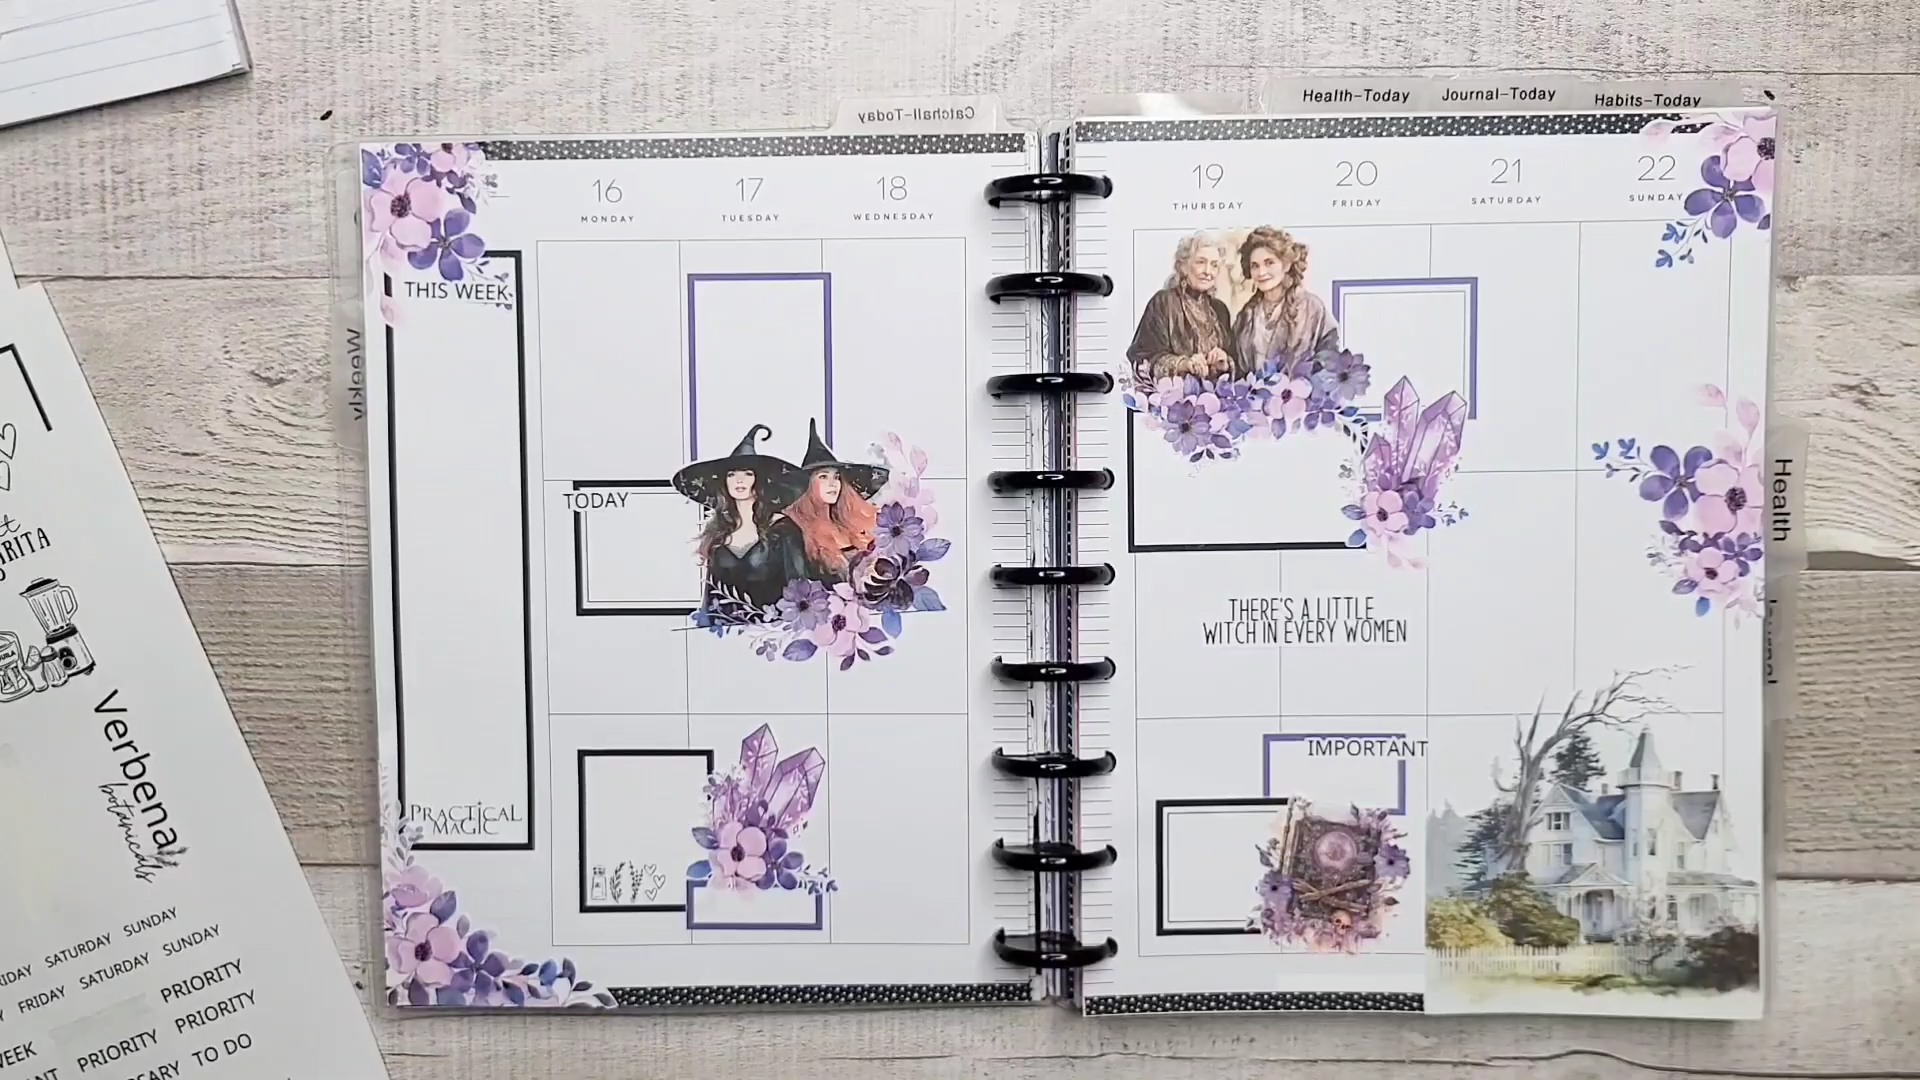 Catchall-Today
Health-Today
Journal-Today
Habits-Today
16
MONDAY
17
TUESDAY
18
WEDNESDAY
19
THURSDAY
20
FRIDAY
21
SATURDAY
22
SUNDAY
THIS WEEK
Weekly
TODAY
PRACTICAL
MAGIC
THERE'S A LITTLE
WITCH IN EVERY WOMEN
IMPORTANT
Health
Verbena
botanicals
SATURDAY SUNDAY
FRIDAY SATURDAY SUNDAY
PRIORITY
PRIORITY PRIORITY
TO DO